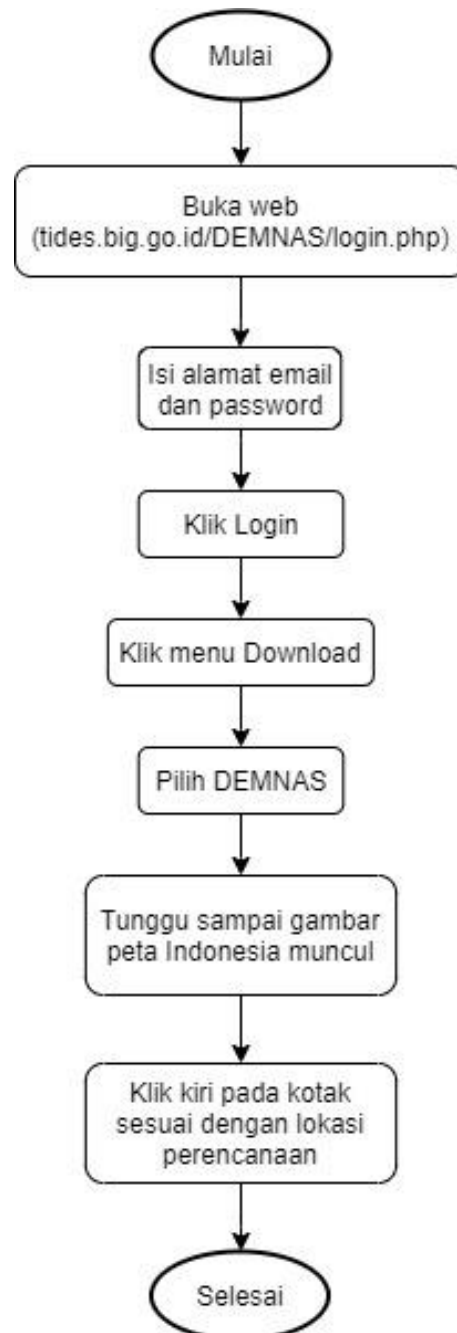 Mulai
Buka web
(tides.big.go.id/DEMNAS/login.php)
Isi alamat email
dan password
Klik Login
Klik menu Download
Pilih DEMNAS
Tunggu sampai gambar
peta Indonesia muncul
Klik kiri pada kotak
sesuai dengan lokasi
perencanaan
Selesai